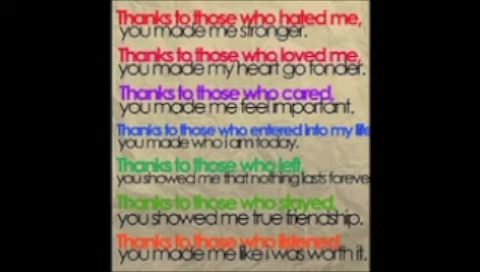 Thanks to those who hated me,
you made me stronger.
Thanks to those who loved me,
you made my heart go fonder.
Thanks to those who cared,
you made me feel important.
Thanks to those who entered into my life
you made who i am today.
Thanks to those who left
you showed me that nothing lasts forever
Thanks to those who stayed,
you showed me true friendship.
Thanks to those who listened,
you made me like i was worth it.